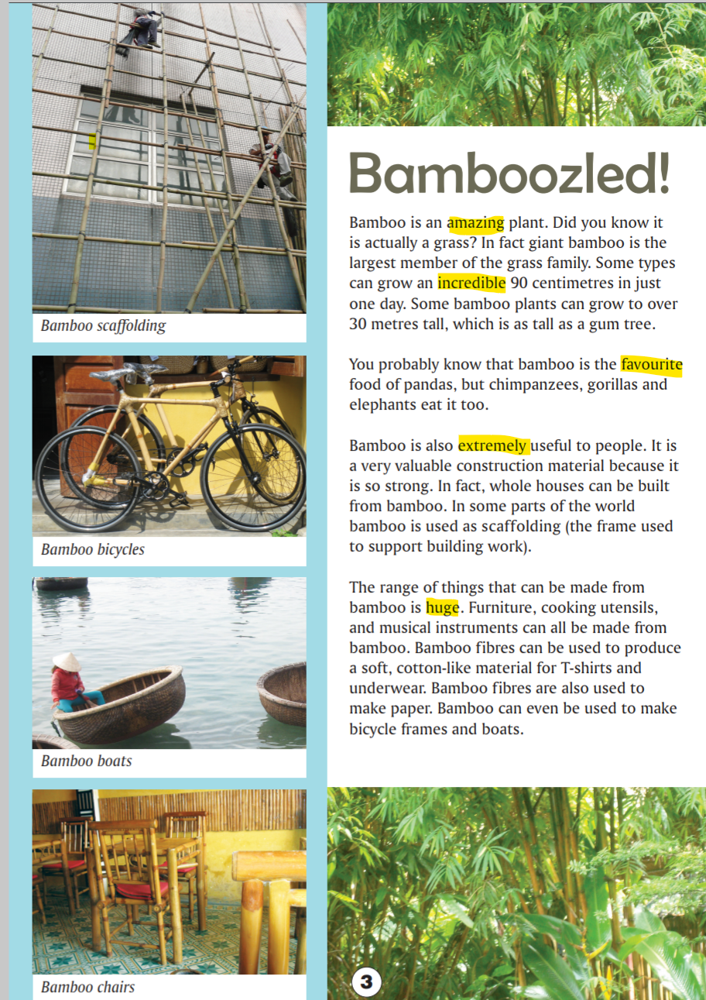 Bamboo scaffolding
Bamboo bicycles
Bamboo boats
Bamboo chairs
Bamboozled!
Bamboo is an amazing plant. Did you know it
is actually a grass? In fact giant bamboo is the
largest member of the grass family. Some types
can grow an incredible 90 centimetres in just
one day. Some bamboo plants can grow to over
30 metres tall, which is as tall as a gum tree.
You probably know that bamboo is the favourite
food of pandas, but chimpanzees, gorillas and
elephants eat it too.
Bamboo is also extremely useful to people. It is
a very valuable construction material because it
is so strong. In fact, whole houses can be built
from bamboo. In some parts of the world
bamboo is used as scaffolding (the frame used
to support building work).
The range of things that can be made from
bamboo is huge. Furniture, cooking utensils,
and musical instruments can all be made from
bamboo. Bamboo fibres can be used to produce
a soft, cotton-like material for T-shirts and
underwear. Bamboo fibres are also used to
make paper. Bamboo can even be used to make
bicycle frames and boats.
3